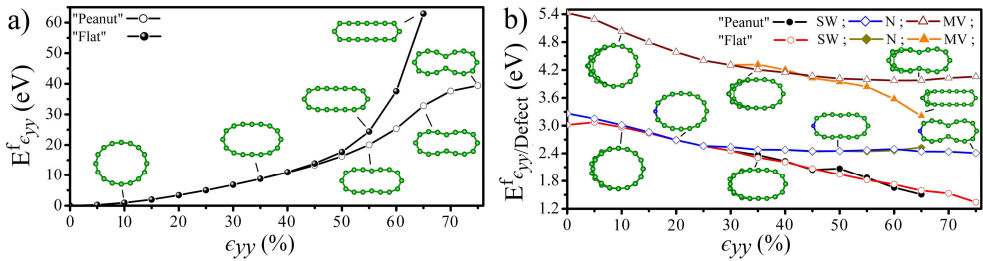 a)
"Peanut"
"Flat"
60
50
40
30
20
10
0
E^f_ϵyy (eV)
0 10 20 30 40 50 60 70
ϵyy (%)
b)
"Peanut" SW ; N ; MV ;
"Flat" SW ; N ; MV ;
5.4
4.8
4.2
3.6
3.0
2.4
1.8
1.2
E^f_ϵyy/Defect (eV)
0 10 20 30 40 50 60 70
ϵyy (%)